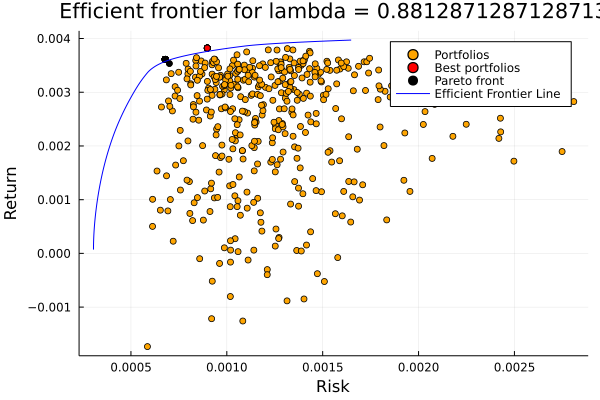 Efficient frontier for lambda = 0.8812871287128713
Portfolios
Best portfolios
Pareto front
Efficient Frontier Line
0.004
0.003
0.002
0.001
0.000
−0.001
Return
0.0005 0.0010 0.0015 0.0020 0.0025
Risk